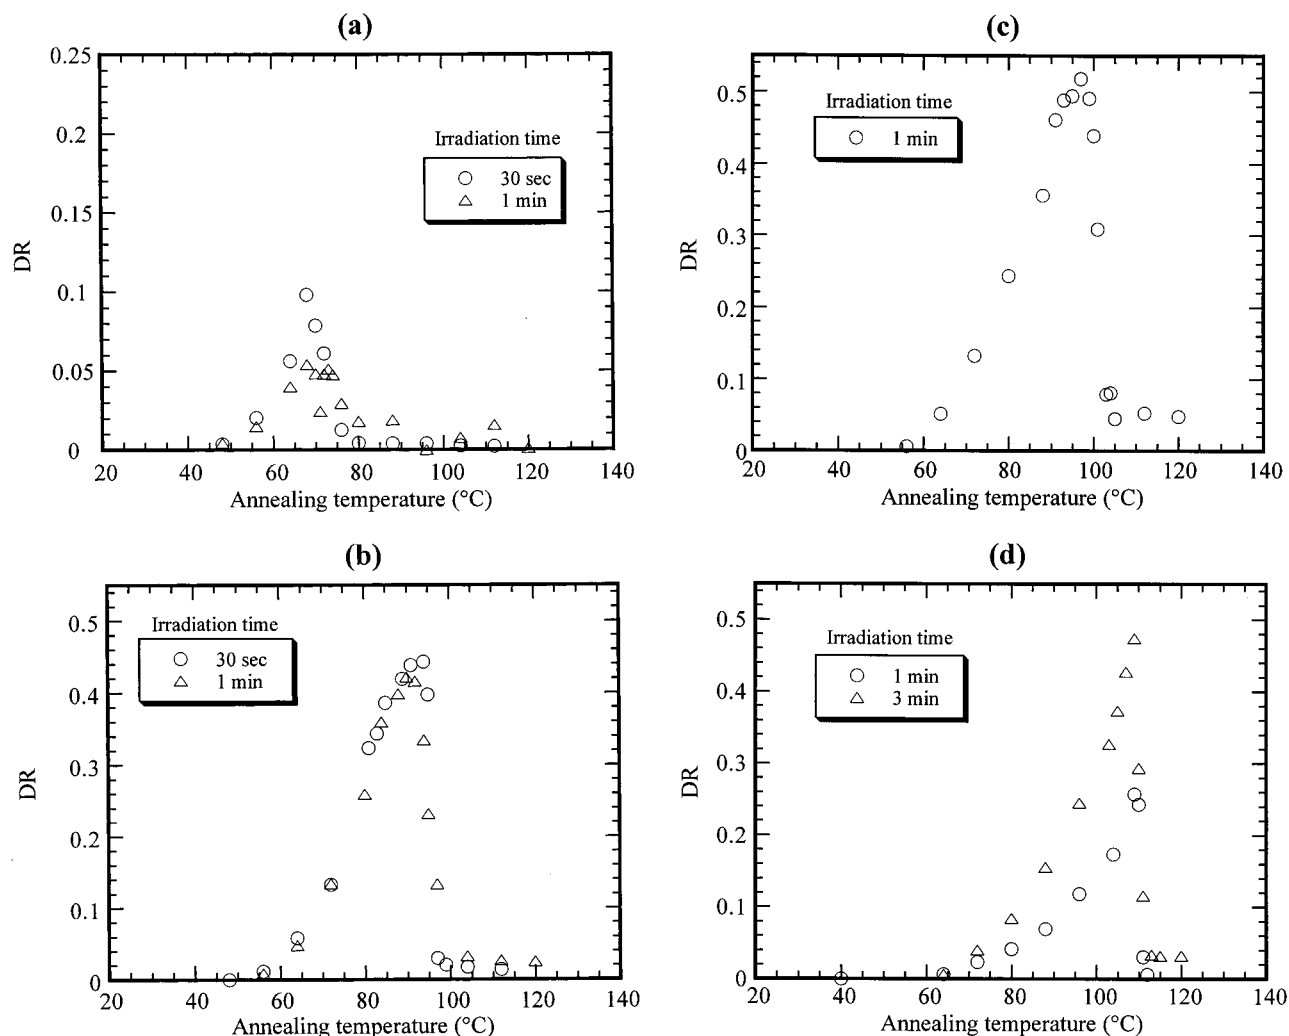 (a)
0.25
0.2
0.15
0.1
0.05
0
DR
Irradiation time
30 sec
1 min
20 40 60 80 100 120 140
Annealing temperature (°C)
(c)
0.5
0.4
0.3
0.2
0.1
0
DR
Irradiation time
1 min
20 40 60 80 100 120 140
Annealing temperature (°C)
(b)
0.5
0.4
0.3
0.2
0.1
0
DR
Irradiation time
30 sec
1 min
20 40 60 80 100 120 140
Annealing temperature (°C)
(d)
0.5
0.4
0.3
0.2
0.1
0
DR
Irradiation time
1 min
3 min
20 40 60 80 100 120 140
Annealing temperature (°C)